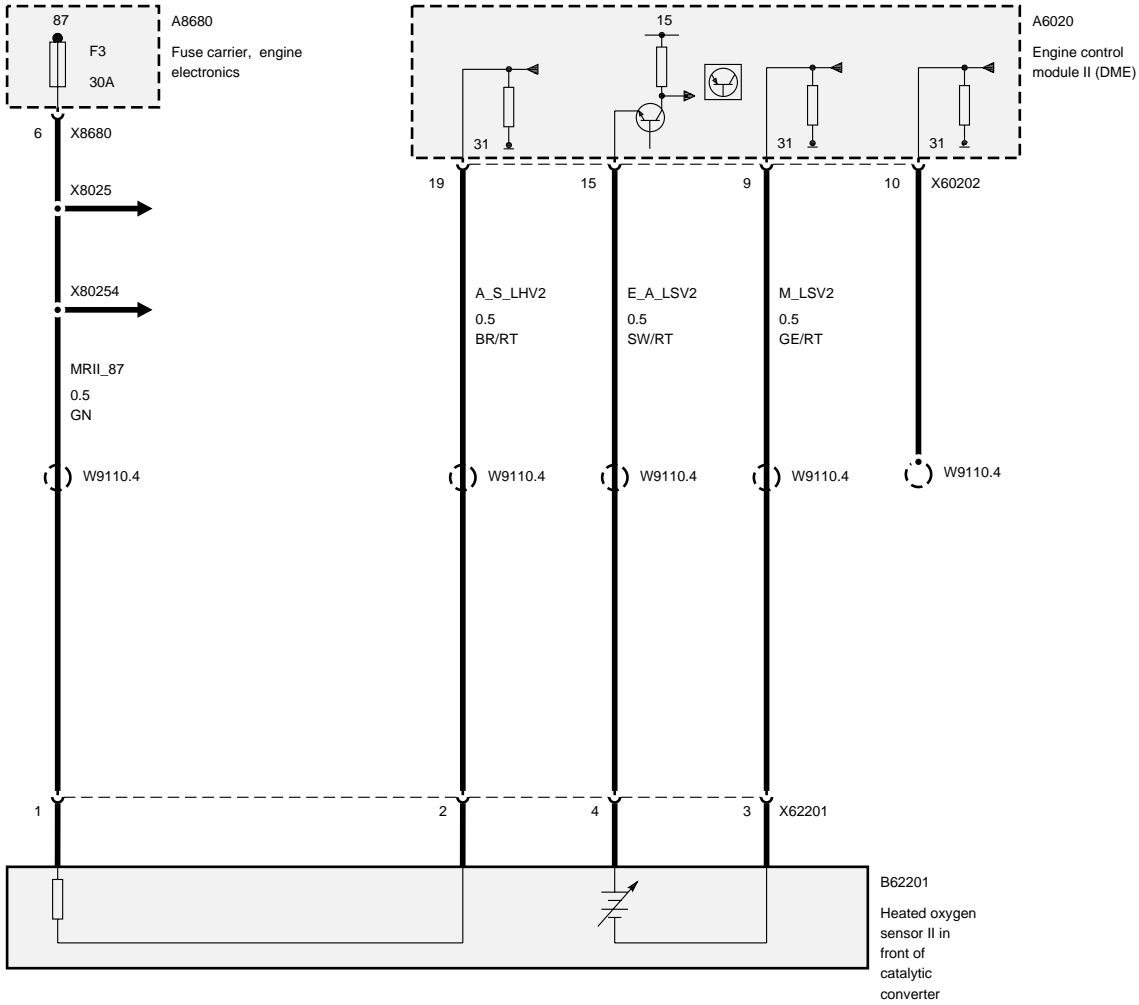 87
F3
30A
A8680
Fuse carrier, engine
electronics
15
31
31
31
A6020
Engine control
module II (DME)
6
X8680
19
15
9
10
X60202
X8025
X80254
MRII_87
0.5
GN
A_S_LHV2
0.5
BR/RT
E_A_LSV2
0.5
SW/RT
M_LSV2
0.5
GE/RT
W9110.4
W9110.4
W9110.4
W9110.4
W9110.4
1
2
4
3
X62201
B62201
Heated oxygen
sensor II in
front of
catalytic
converter